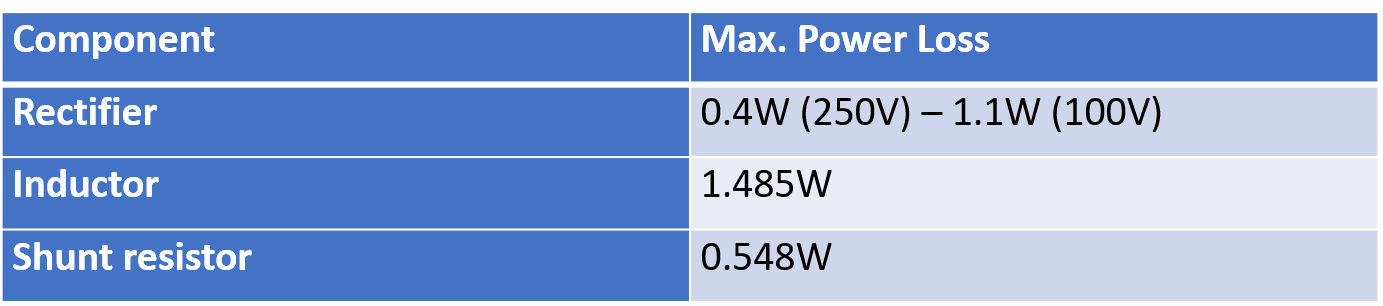 Component Max. Power Loss
Rectifier 0.4W (250V) – 1.1W (100V)
Inductor 1.485W
Shunt resistor 0.548W